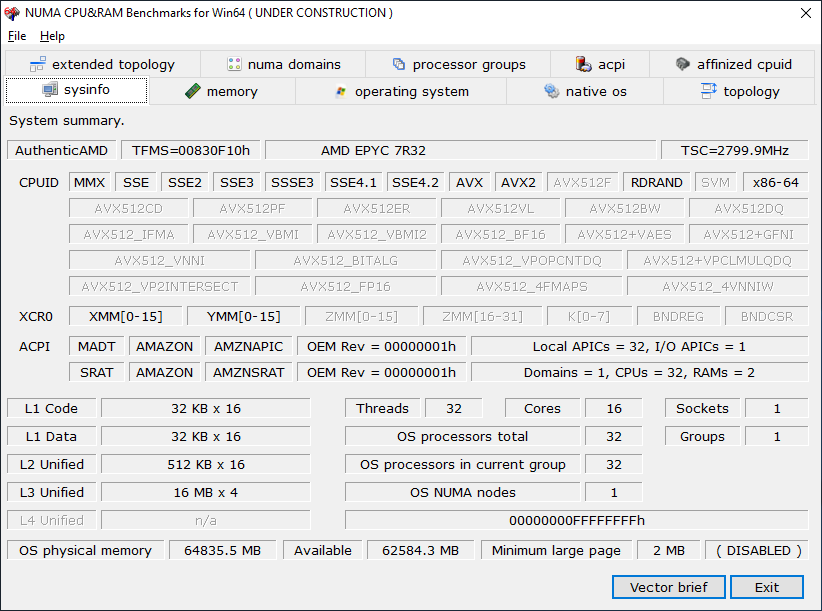 NUMA CPU&RAM Benchmarks for Win64 ( UNDER CONSTRUCTION )
File Help
extended topology numa domains processor groups acpi affinized cpuid
sysinfo memory operating system native os topology
System summary.
AuthenticAMD TFMS=00830F10h AMD EPYC 7R32 TSC=2799.9MHz
CPUID MMX SSE SSE2 SSE3 SSSE3 SSE4.1 SSE4.2 AVX AVX2 AVX512F RDRAND SVM x86-64
AVX512CD AVX512PF AVX512ER AVX512VL AVX512BW AVX512DQ
AVX512_IFMA AVX512_VBMI AVX512_VBMI2 AVX512_BF16 AVX512+VAES AVX512+GFNI
AVX512_VNNI AVX512_BITALG AVX512_VPOPCNTDQ AVX512+VPCLMULQDQ
AVX512_VP2INTERSECT AVX512_FP16 AVX512_4FMAPS AVX512_4VNNIW
XCR0 XMM[0-15] YMM[0-15] ZMM[0-15] ZMM[16-31] K[0-7] BNDREG BNDCSR
ACPI MADT AMAZON AMZNAPIC OEM Rev = 00000001h Local APICs = 32, I/O APICs = 1
SRAT AMAZON AMZNSRAT OEM Rev = 00000001h Domains = 1, CPUs = 32, RAMs = 2
L1 Code 32 KB x 16 Threads 32 Cores 16 Sockets 1
L1 Data 32 KB x 16 OS processors total 32 Groups 1
L2 Unified 512 KB x 16 OS processors in current group 32
L3 Unified 16 MB x 4 OS NUMA nodes 1
L4 Unified n/a 00000000FFFFFFFFh
OS physical memory 64835.5 MB Available 62584.3 MB Minimum large page 2 MB ( DISABLED )
Vector brief Exit